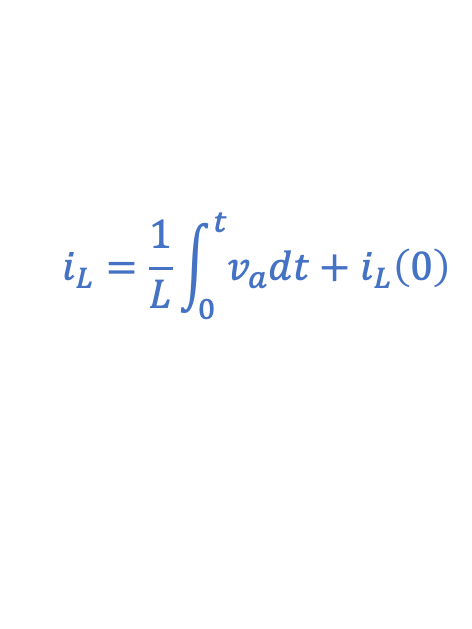 i_L = \frac{1}{L} \int_0^t v_a dt + i_L(0)